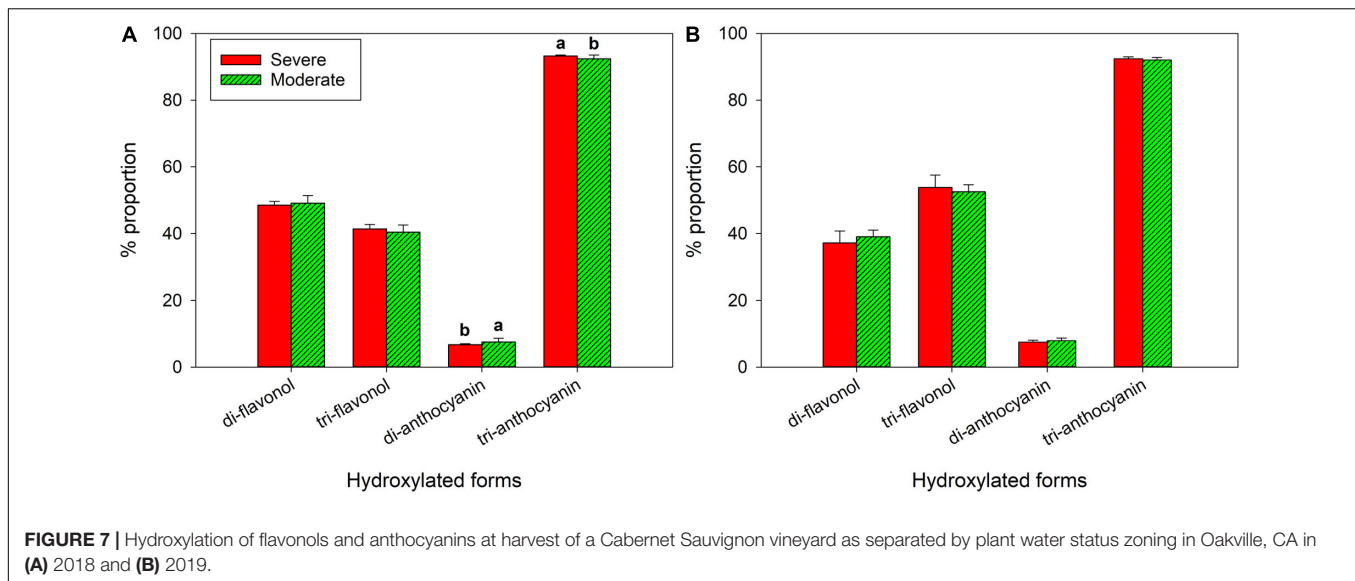 A
Severe
Moderate
100
80
60
40
20
0
% proportion
b
a
a
b
di-flavonol
tri-flavonol
di-anthocyanin
tri-anthocyanin
Hydroxylated forms
B
100
80
60
40
20
0
% proportion
di-flavonol
tri-flavonol
di-anthocyanin
tri-anthocyanin
Hydroxylated forms
FIGURE 7 | Hydroxylation of flavonols and anthocyanins at harvest of a Cabernet Sauvignon vineyard as separated by plant water status zoning in Oakville, CA in
(A) 2018 and (B) 2019.